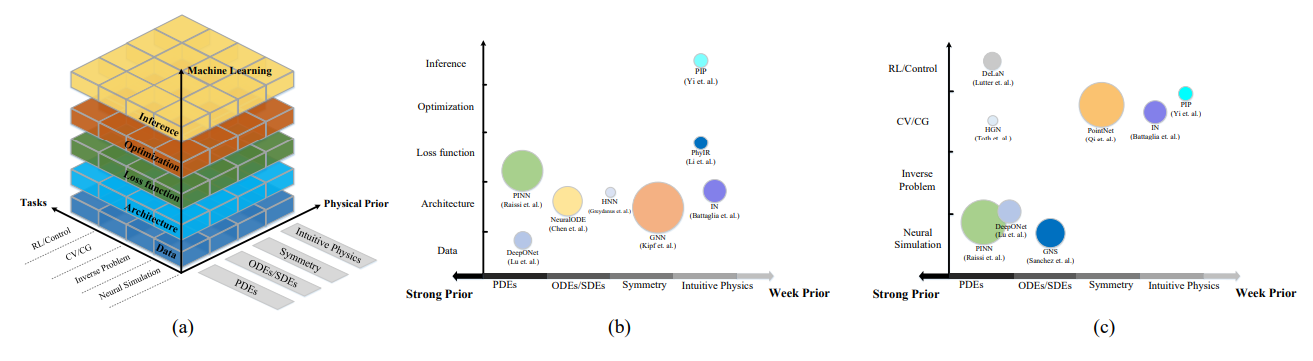 Machine Learning
Inference
Optimization
Loss function
Architecture
Data
Tasks
RL/Control
CV/CG
Inverse Problem
Neural Simulation
Physical Prior
Intuitive Physics
Symmetry
ODEs/SDEs
PDEs
(a)
Inference
Optimization
Loss function
Architecture
Data
PIP
(Yi et. al.)
PhyIR
(Li et. al.)
PINN
(Raissi et. al.)
NeuralODE
(Chen et. al.)
HNN
(Greydanus et. al.)
GNN
(Kipf et. al.)
IN
(Battaglia et. al.)
DeepONet
(Lu et. al.)
PDEs
ODEs/SDEs
Symmetry
Intuitive Physics
Strong Prior
Week Prior
(b)
RL/Control
CV/CG
Inverse
Problem
Neural
Simulation
DeLaN
(Lutter et. al.)
HGN
(Toth et. al.)
PointNet
(Qi et. al.)
IN
(Battaglia et. al.)
PIP
(Yi et. al.)
PINN
(Raissi et. al.)
DeepONet
(Lu et. al.)
GNS
(Sanchez et. al.)
PDEs
ODEs/SDEs
Symmetry
Intuitive Physics
Strong Prior
Week Prior
(c)